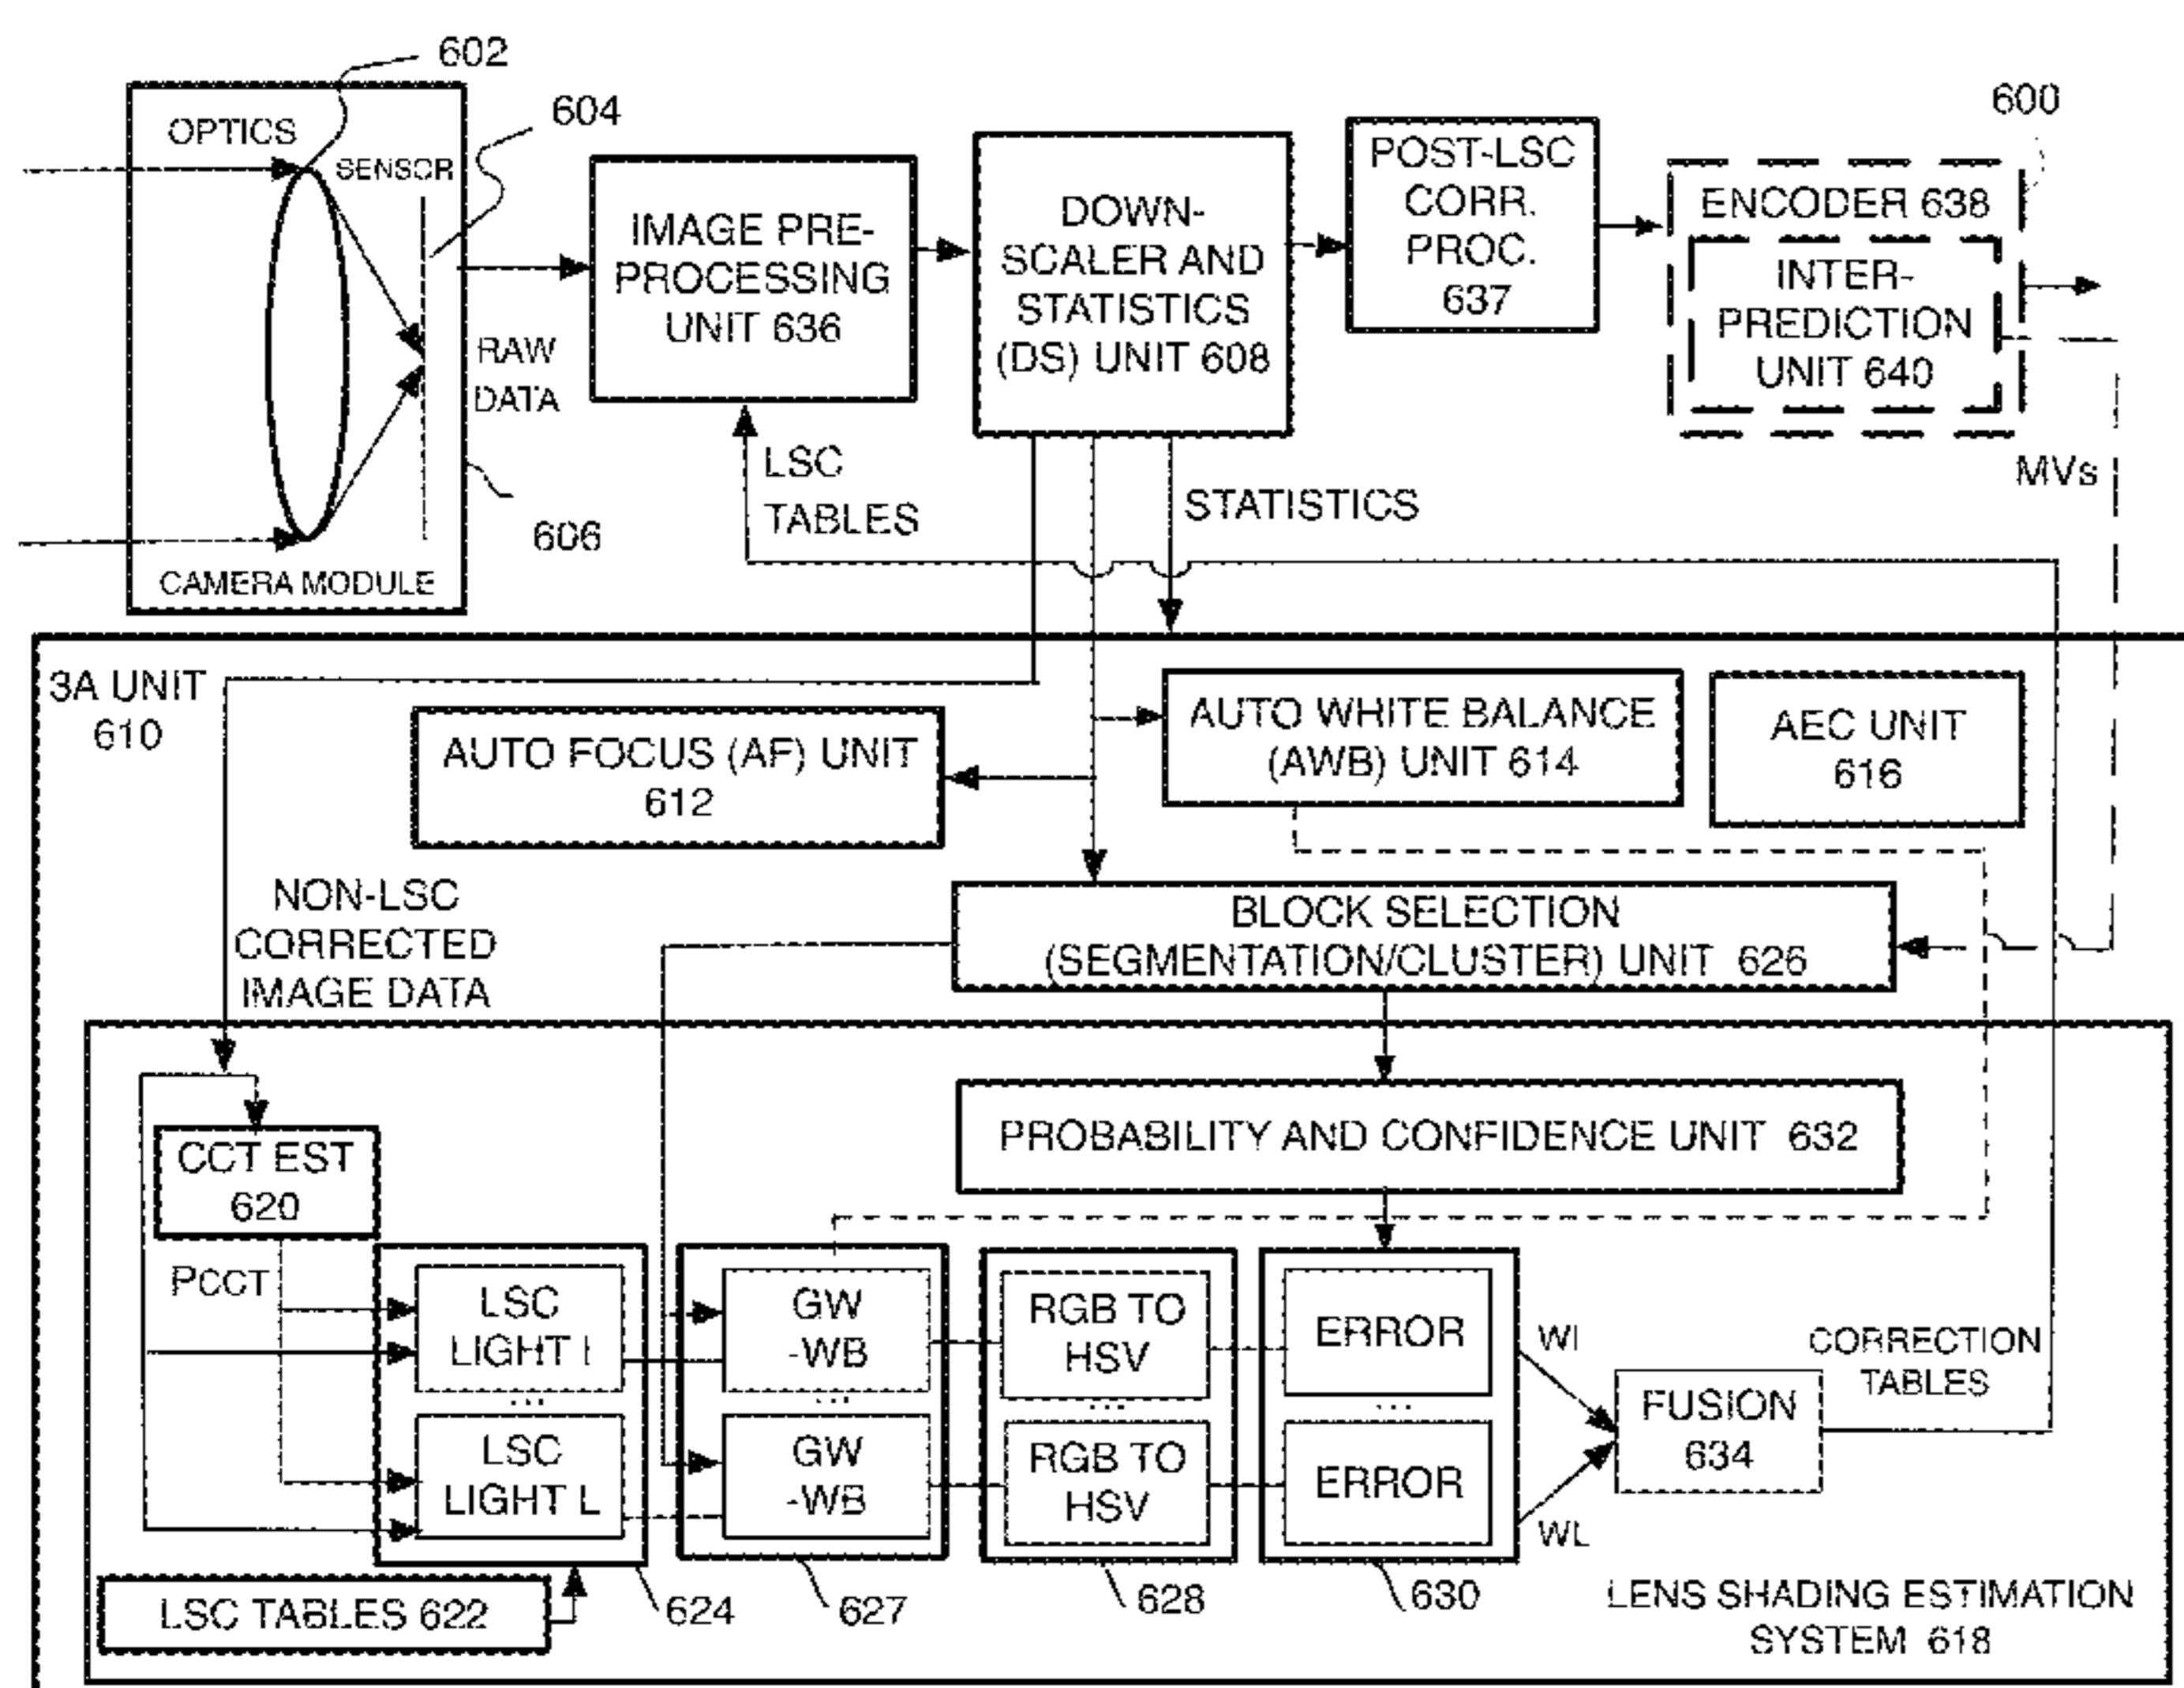 602
604
600
OPTICS
SENSOR
RAW
DATA
606
CAMERA MODULE
IMAGE PRE-
PROCESSING
UNIT 636
DOWN-
SCALER AND
STATISTICS
(DS) UNIT 608
POST-LSC
CORR.
PROC.
637
ENCODER 638
INTER-
PREDICTION
UNIT 640
LSC
TABLES
STATISTICS
MVs
3A UNIT
610
AUTO FOCUS (AF) UNIT
612
AUTO WHITE BALANCE
(AWB) UNIT 614
AEC UNIT
616
NON-LSC
CORRECTED
IMAGE DATA
BLOCK SELECTION
(SEGMENTATION/CLUSTER) UNIT 626
PROBABILITY AND CONFIDENCE UNIT 632
CCT EST
620
PCCT
LSC
LIGHT I
...
LSC
LIGHT L
GW
-WB
...
GW
-WB
RGB TO
HSV
...
RGB TO
HSV
ERROR
...
ERROR
WI
WL
FUSION
634
CORRECTION
TABLES
LSC TABLES 622
624
627
628
630
LENS SHADING ESTIMATION
SYSTEM 618